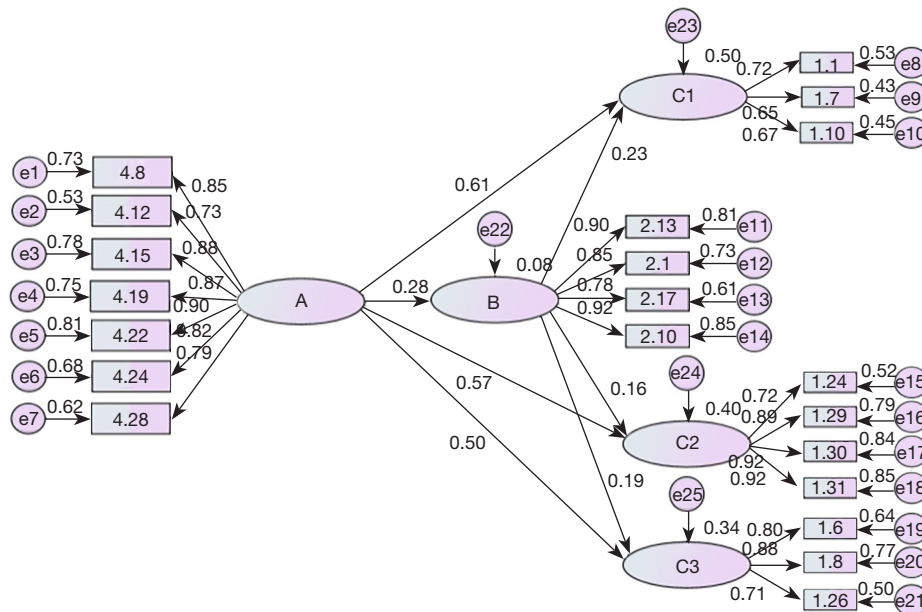 e23
0.50
0.72
1.1
0.53
e8
C1
1.7
0.43
e9
0.65
0.67
1.10
0.45
e10
0.23
e1
0.73
4.8
0.85
0.61
e2
0.53
4.12
0.73
e3
0.78
4.15
0.88
e4
0.75
4.19
0.87
e5
0.81
4.22
0.90
e6
0.68
4.24
0.82
e7
0.62
4.28
0.79
A
0.28
e22
B
0.08
0.90
2.13
0.81
e11
0.85
2.1
0.73
e12
0.78
2.17
0.61
e13
0.92
2.10
0.85
e14
0.57
0.16
0.50
0.19
e24
0.40
C2
0.72
1.24
0.52
e15
0.89
1.29
0.79
e16
0.92
1.30
0.84
e17
0.92
1.31
0.85
e18
e25
0.34
C3
0.80
1.6
0.64
e19
0.88
1.8
0.77
e20
0.71
1.26
0.50
e21